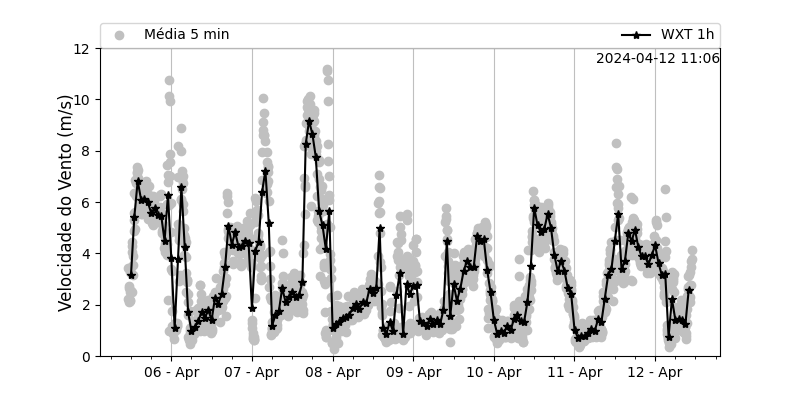 Média 5 min
WXT 1h
2024-04-12 11:06
Velocidade do Vento (m/s)
12
10
8
6
4
2
0
06 - Apr
07 - Apr
08 - Apr
09 - Apr
10 - Apr
11 - Apr
12 - Apr